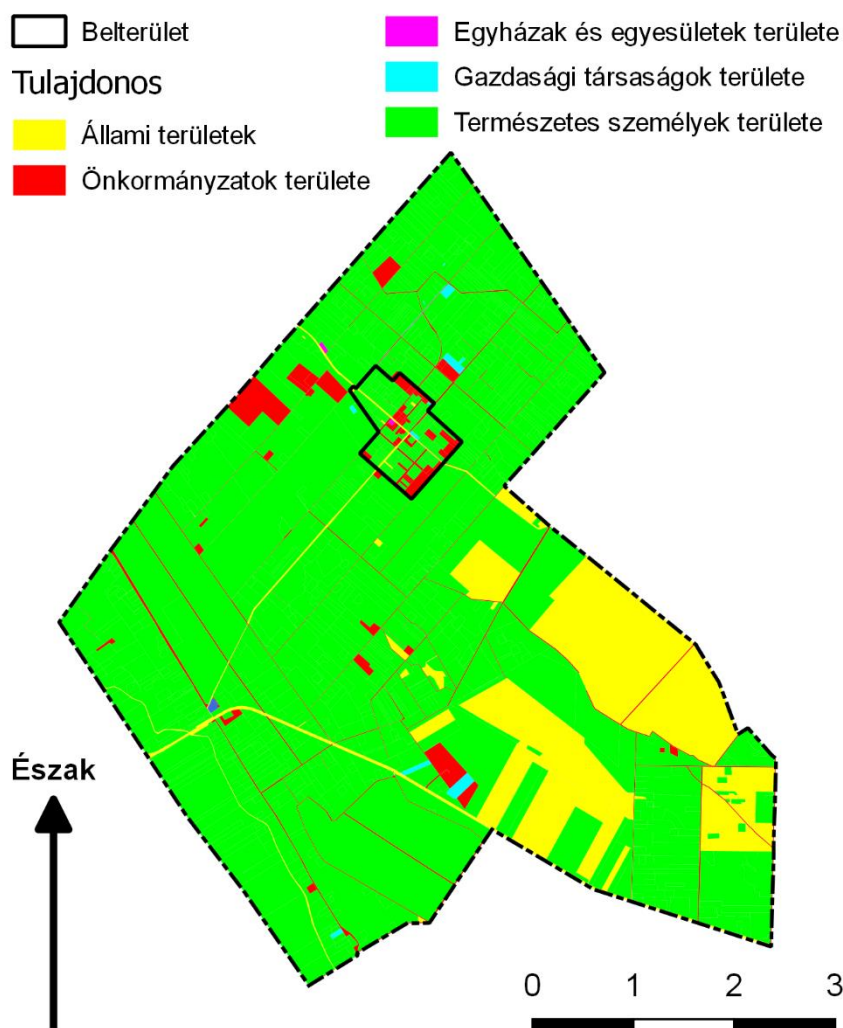 Belterület
Tulajdonos
Állami területek
Önkormányzatok területe
Egyházak és egyesületek területe
Gazdasági társaságok területe
Természetes személyek területe
Észak
0 1 2 3